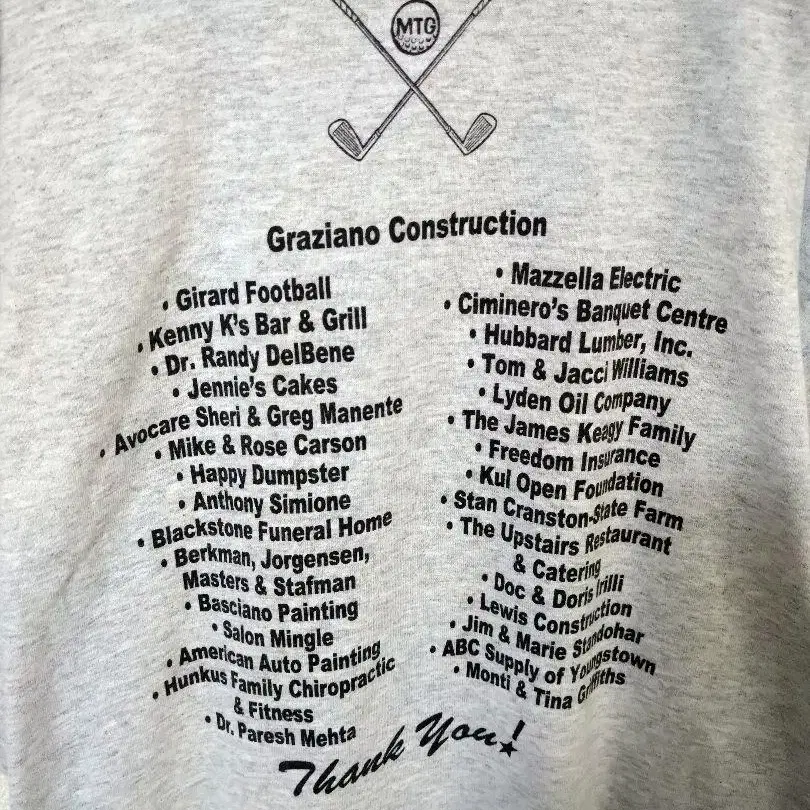 MTG
Graziano Construction
• Girard Football
• Kenny K's Bar & Grill
• Dr. Randy DelBene
• Jennie's Cakes
• Avocare Sheri & Greg Manente
• Mike & Rose Carson
• Happy Dumpster
• Anthony Simione
• Blackstone Funeral Home
• Berkman, Jorgensen,
Masters & Stafman
• Basciano Painting
• Salon Mingle
• American Auto Painting
• Hunkus Family Chiropractic
& Fitness
• Dr. Paresh Mehta
• Mazzella Electric
• Ciminero's Banquet Centre
• Hubbard Lumber, Inc.
• Tom & Jacci Williams
• Lyden Oil Company
• The James Keagy Family
• Freedom Insurance
• Kul Open Foundation
• Stan Cranston-State Farm
• The Upstairs Restaurant
& Catering
• Doc & Doris
• Lewis Construction
• Jim & Marie Standohar
• ABC Supply of Youngstown
• Monti & Tina Griffiths
Thank You!